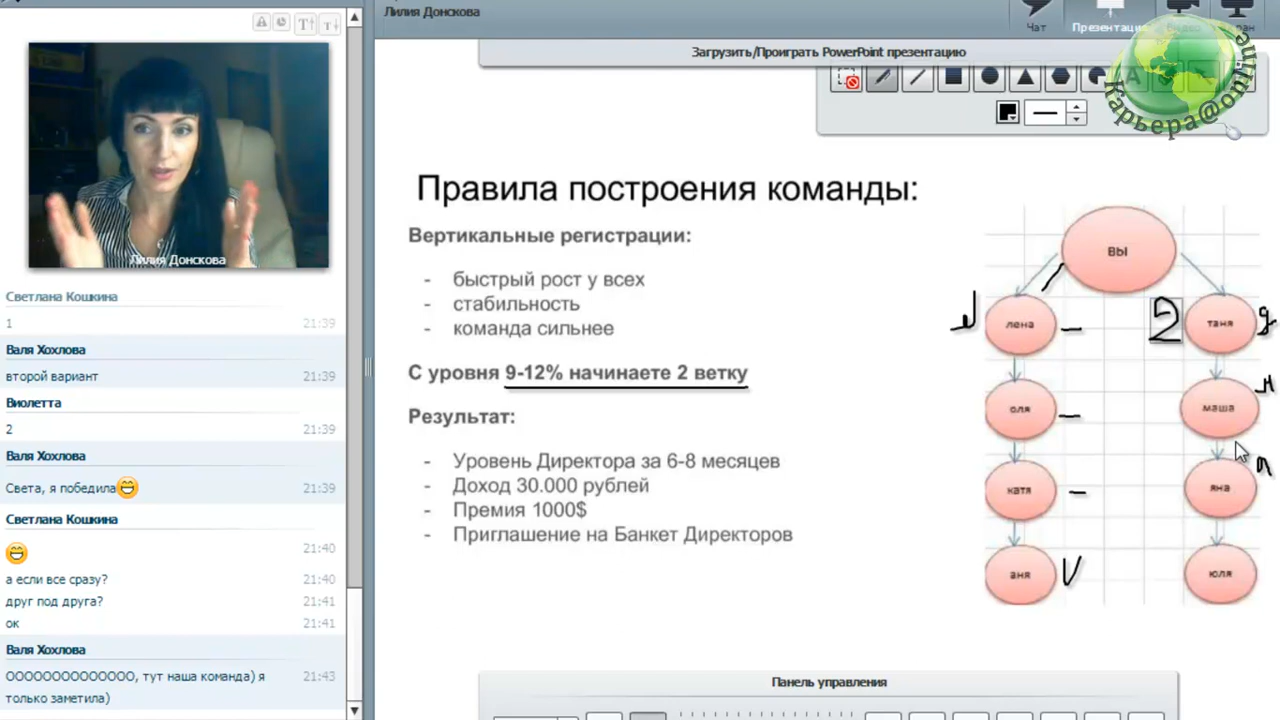 Лилия Донскова
Чат
Презентация
Загрузить/Проиграть PowerPoint презентацию
Карьера@online
Лилия Донскова
Светлана Кошкина
1 21:39
Валя Хохлова
второй вариант 21:39
Виолетта
2 21:39
Валя Хохлова
Света, я победила 21:39
Светлана Кошкина
21:40
а если все сразу? 21:40
друг под друга? 21:41
ок 21:41
Валя Хохлова
ОООООООООООООО, тут наша команда) я 21:43
только заметила)
Правила построения команды:
Вертикальные регистрации:
- быстрый рост у всех
- стабильность
- команда сильнее
С уровня 9-12% начинаете 2 ветку
Результат:
- Уровень Директора за 6-8 месяцев
- Доход 30.000 рублей
- Премия 1000$
- Приглашение на Банкет Директоров
ВЫ
лена
2
таня
оля
маша
катя
яна
аня
юля
Панель управления